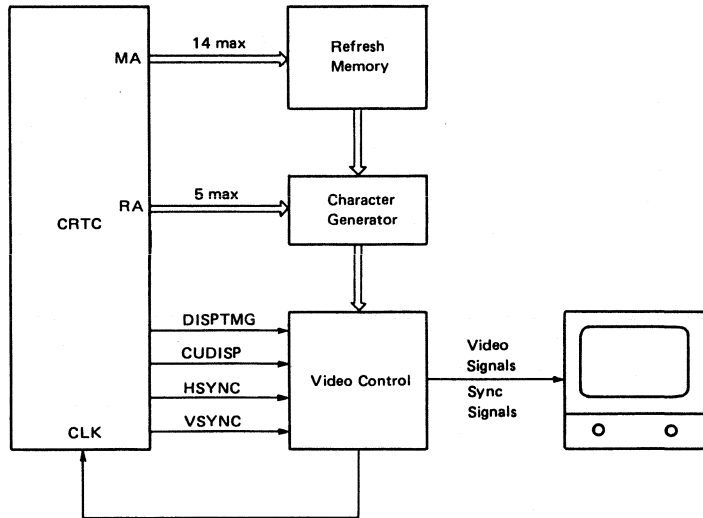 14 max
MA
Refresh
Memory
5 max
RA
Character
Generator
CRTC
DISPTMG
CUDISP
HSYNC
VSYNC
CLK
Video Control
Video
Signals
Sync
Signals